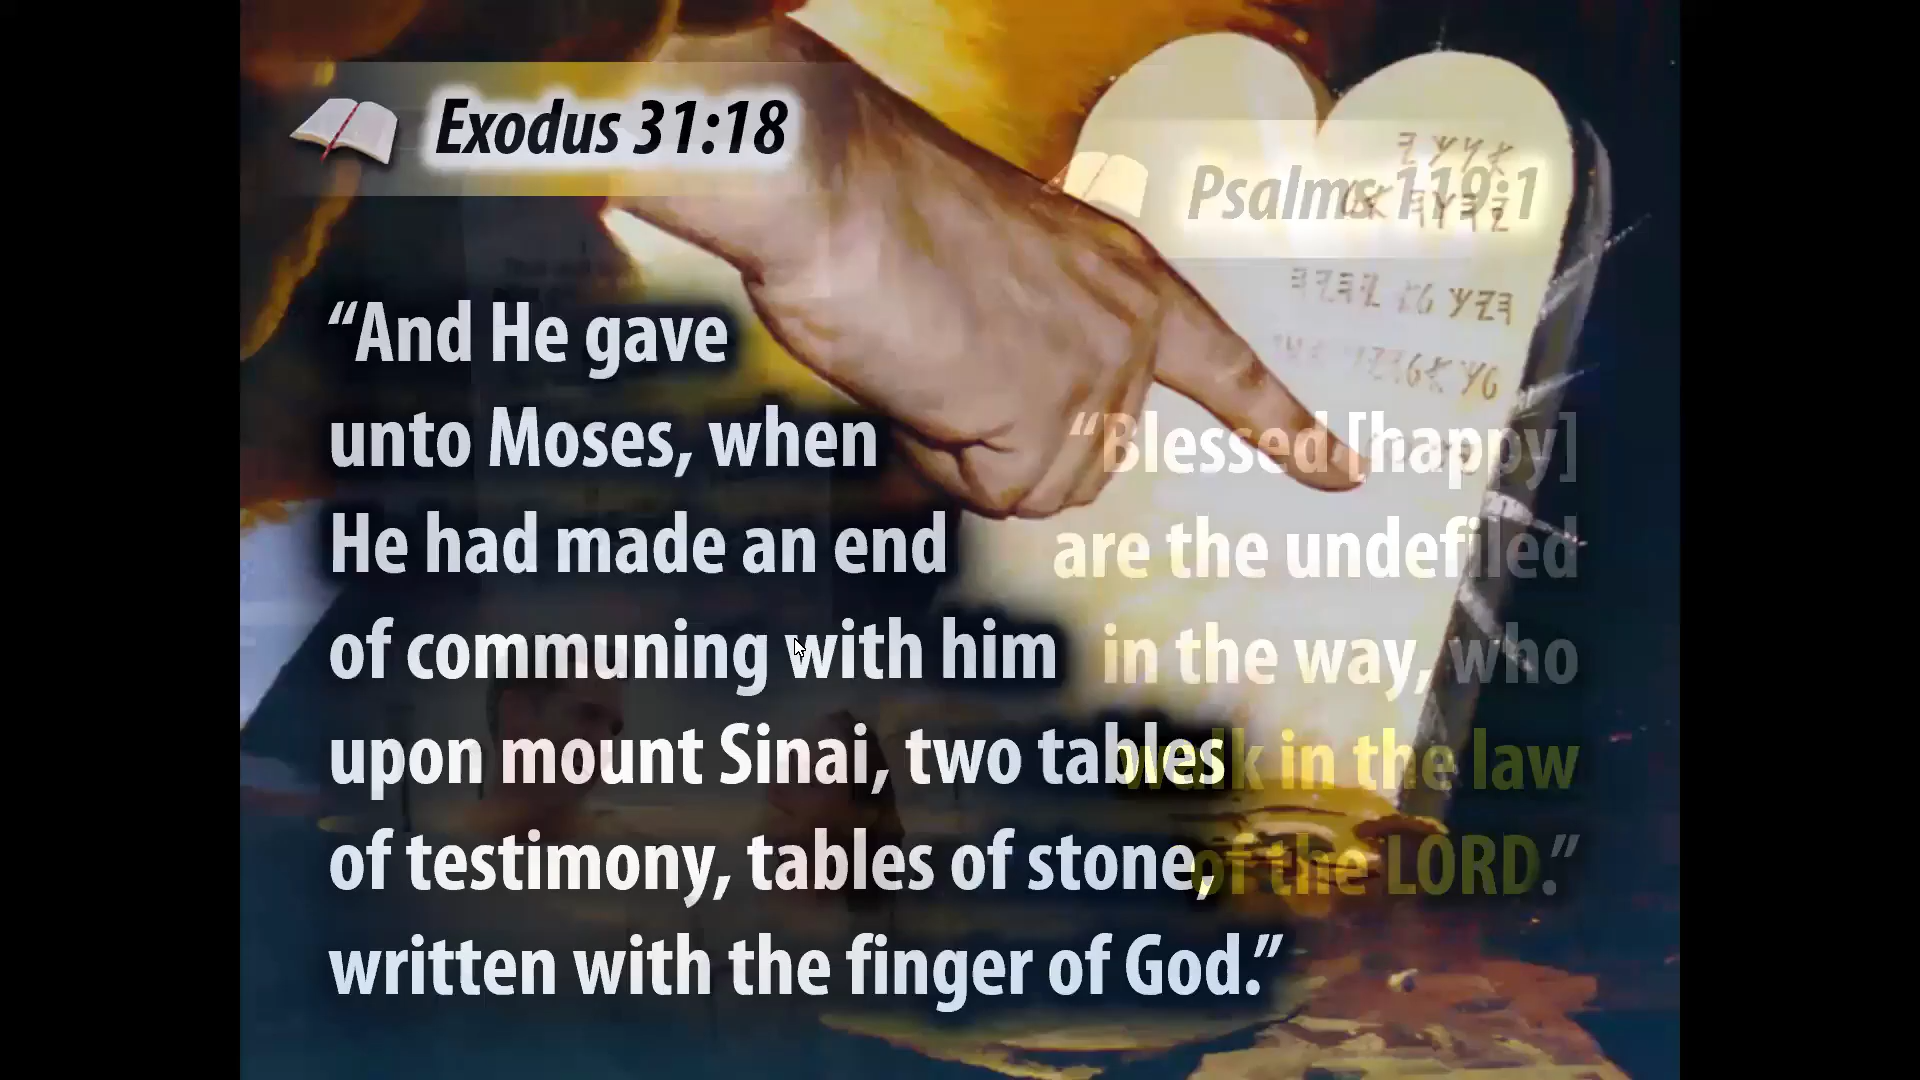 Exodus 31:18
“And He gave
unto Moses, when
He had made an end
of communing with him
upon mount Sinai, two tables
of testimony, tables of stone,
written with the finger of God.”
Psalms 119:1
“Blessed [happy]
are the undefiled
in the way, who
walk in the law
of the LORD.”